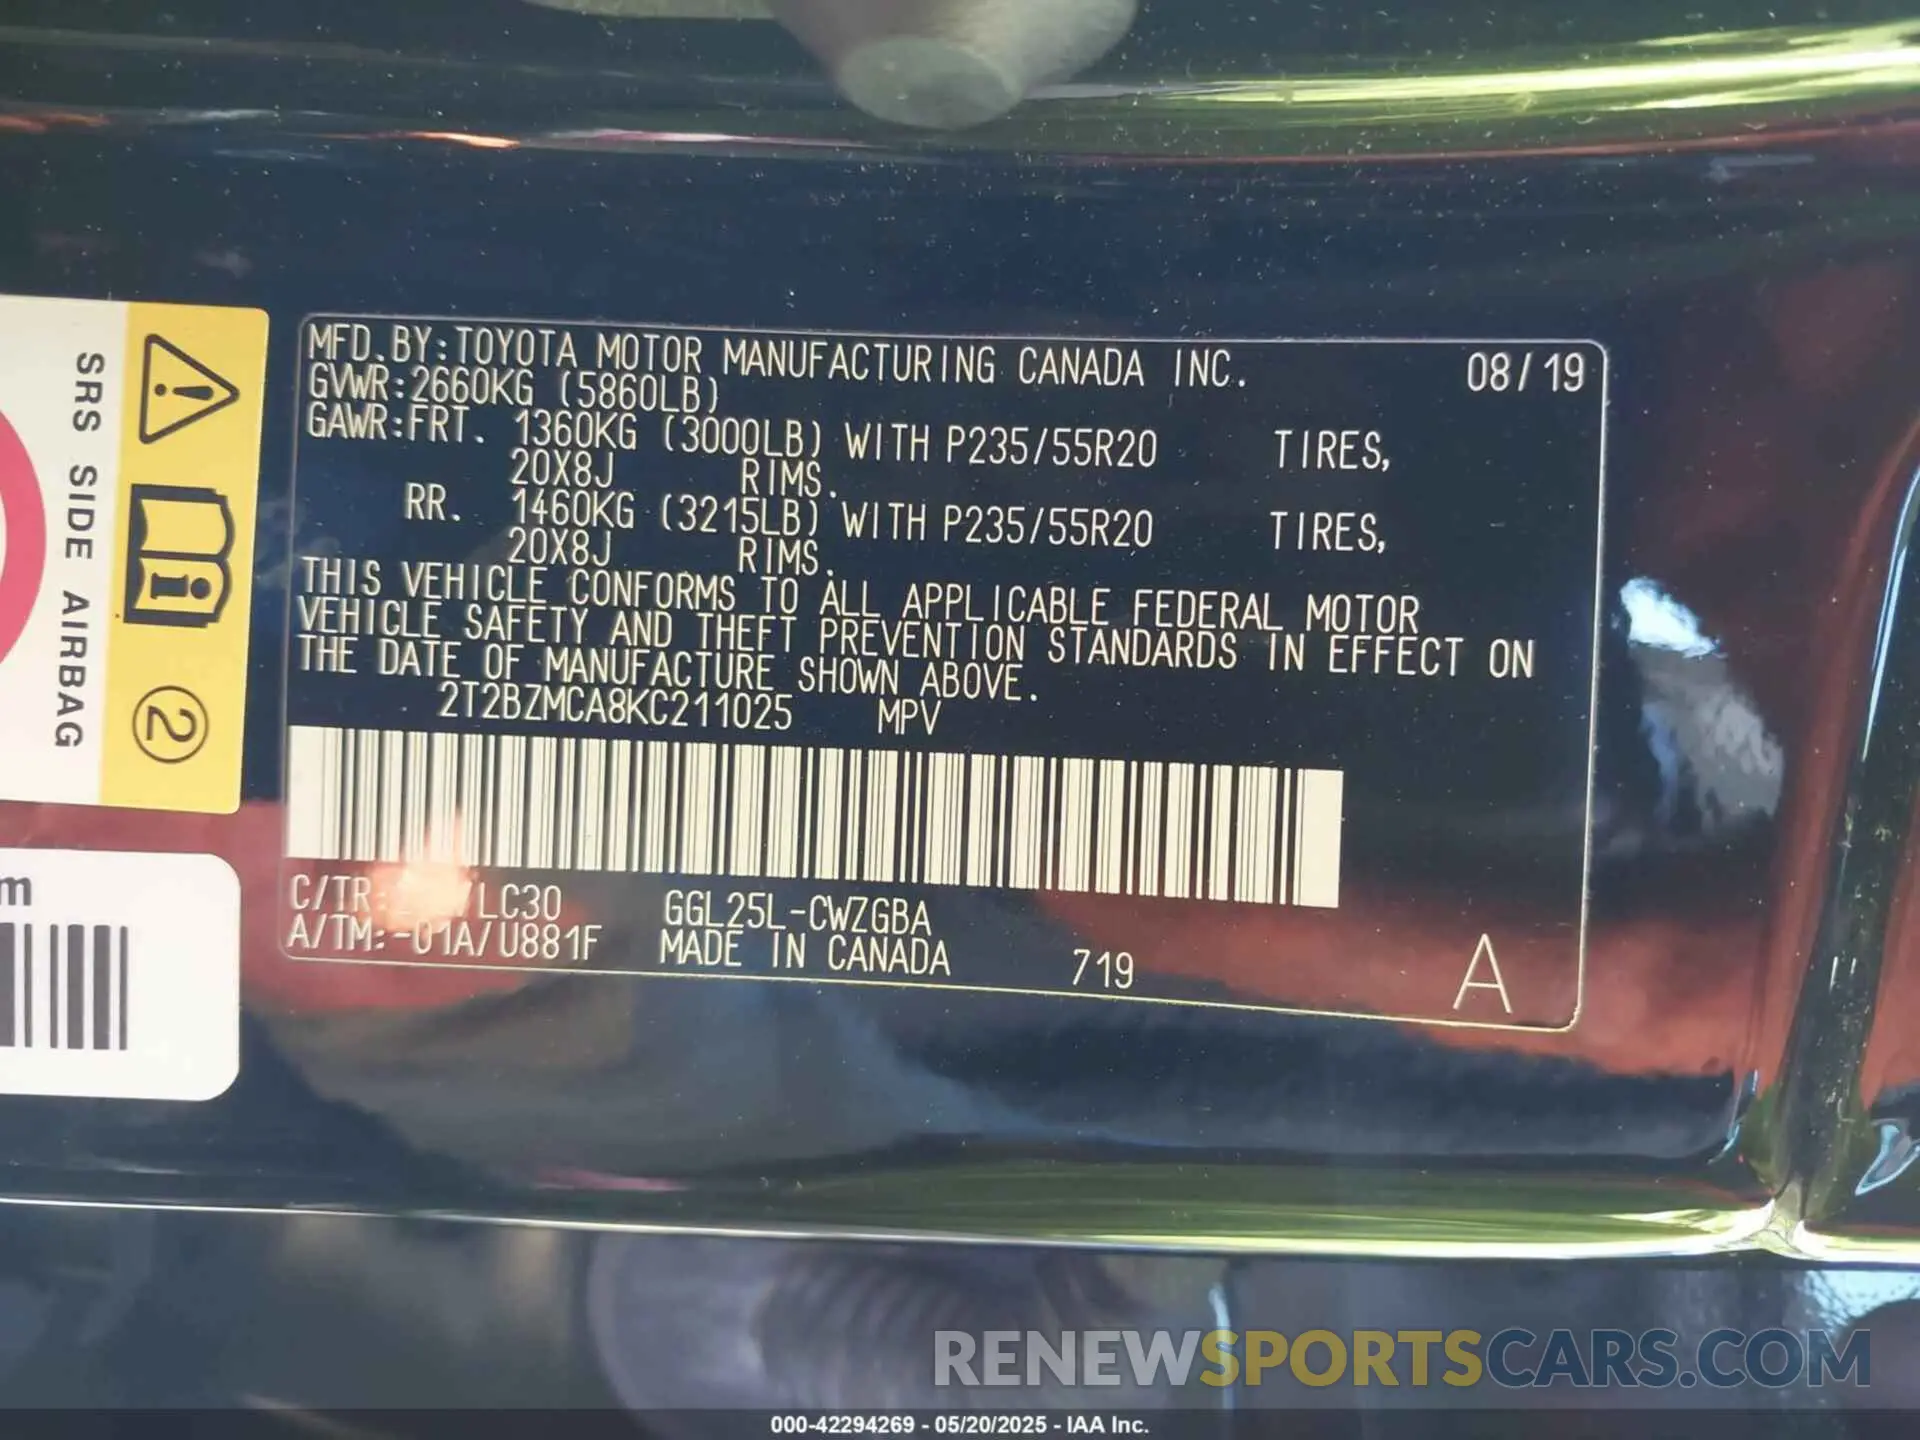 MFD.BY:TOYOTA MOTOR MANUFACTURING CANADA INC. 08/19
GVWR:2660KG (5860LB)
GAWR:FRT. 1360KG (3000LB) WITH P235/55R20 TIRES,
20X8J RIMS.
RR. 1460KG (3215LB) WITH P235/55R20 TIRES,
20X8J RIMS.
THIS VEHICLE CONFORMS TO ALL APPLICABLE FEDERAL MOTOR
VEHICLE SAFETY AND THEFT PREVENTION STANDARDS IN EFFECT ON
THE DATE OF MANUFACTURE SHOWN ABOVE.
2T2BZMCA8KC211025 MPV
C/TR: /LC30 GGL25L-CWZGBA
A/TM:-01A/U881F MADE IN CANADA 719 A
SRS SIDE AIRBAG
2
m
RENEWSPORTSCARS.COM
000-42294269 - 05/20/2025 - IAA Inc.